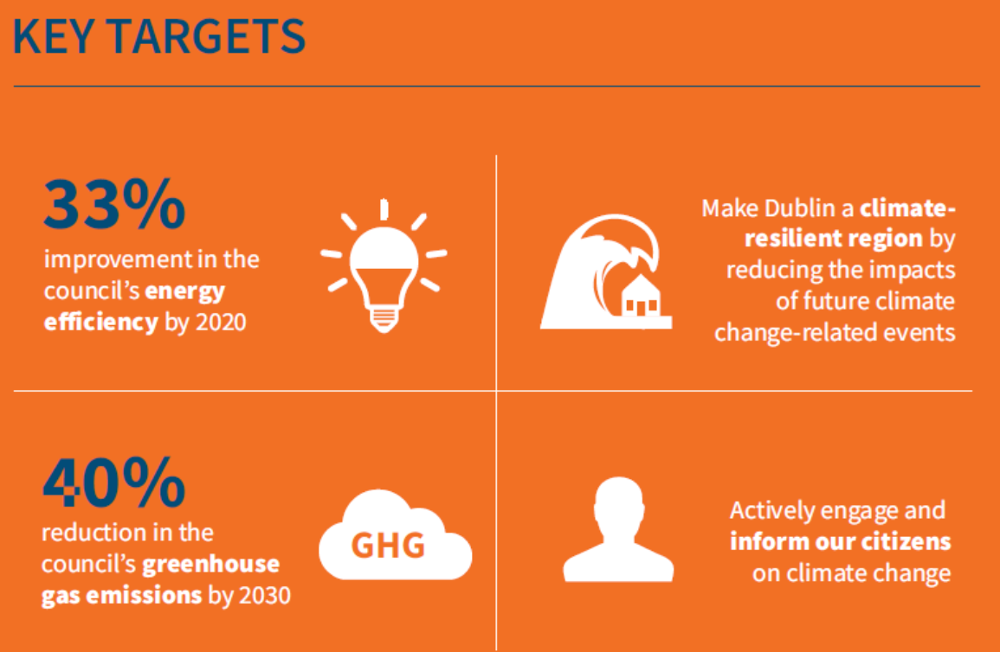 KEY TARGETS
33%
improvement in the
council's energy
efficiency by 2020
Make Dublin a climate-
resilient region by
reducing the impacts
of future climate
change-related events
40%
reduction in the
council's greenhouse
gas emissions by 2030
GHG
Actively engage and
inform our citizens
on climate change